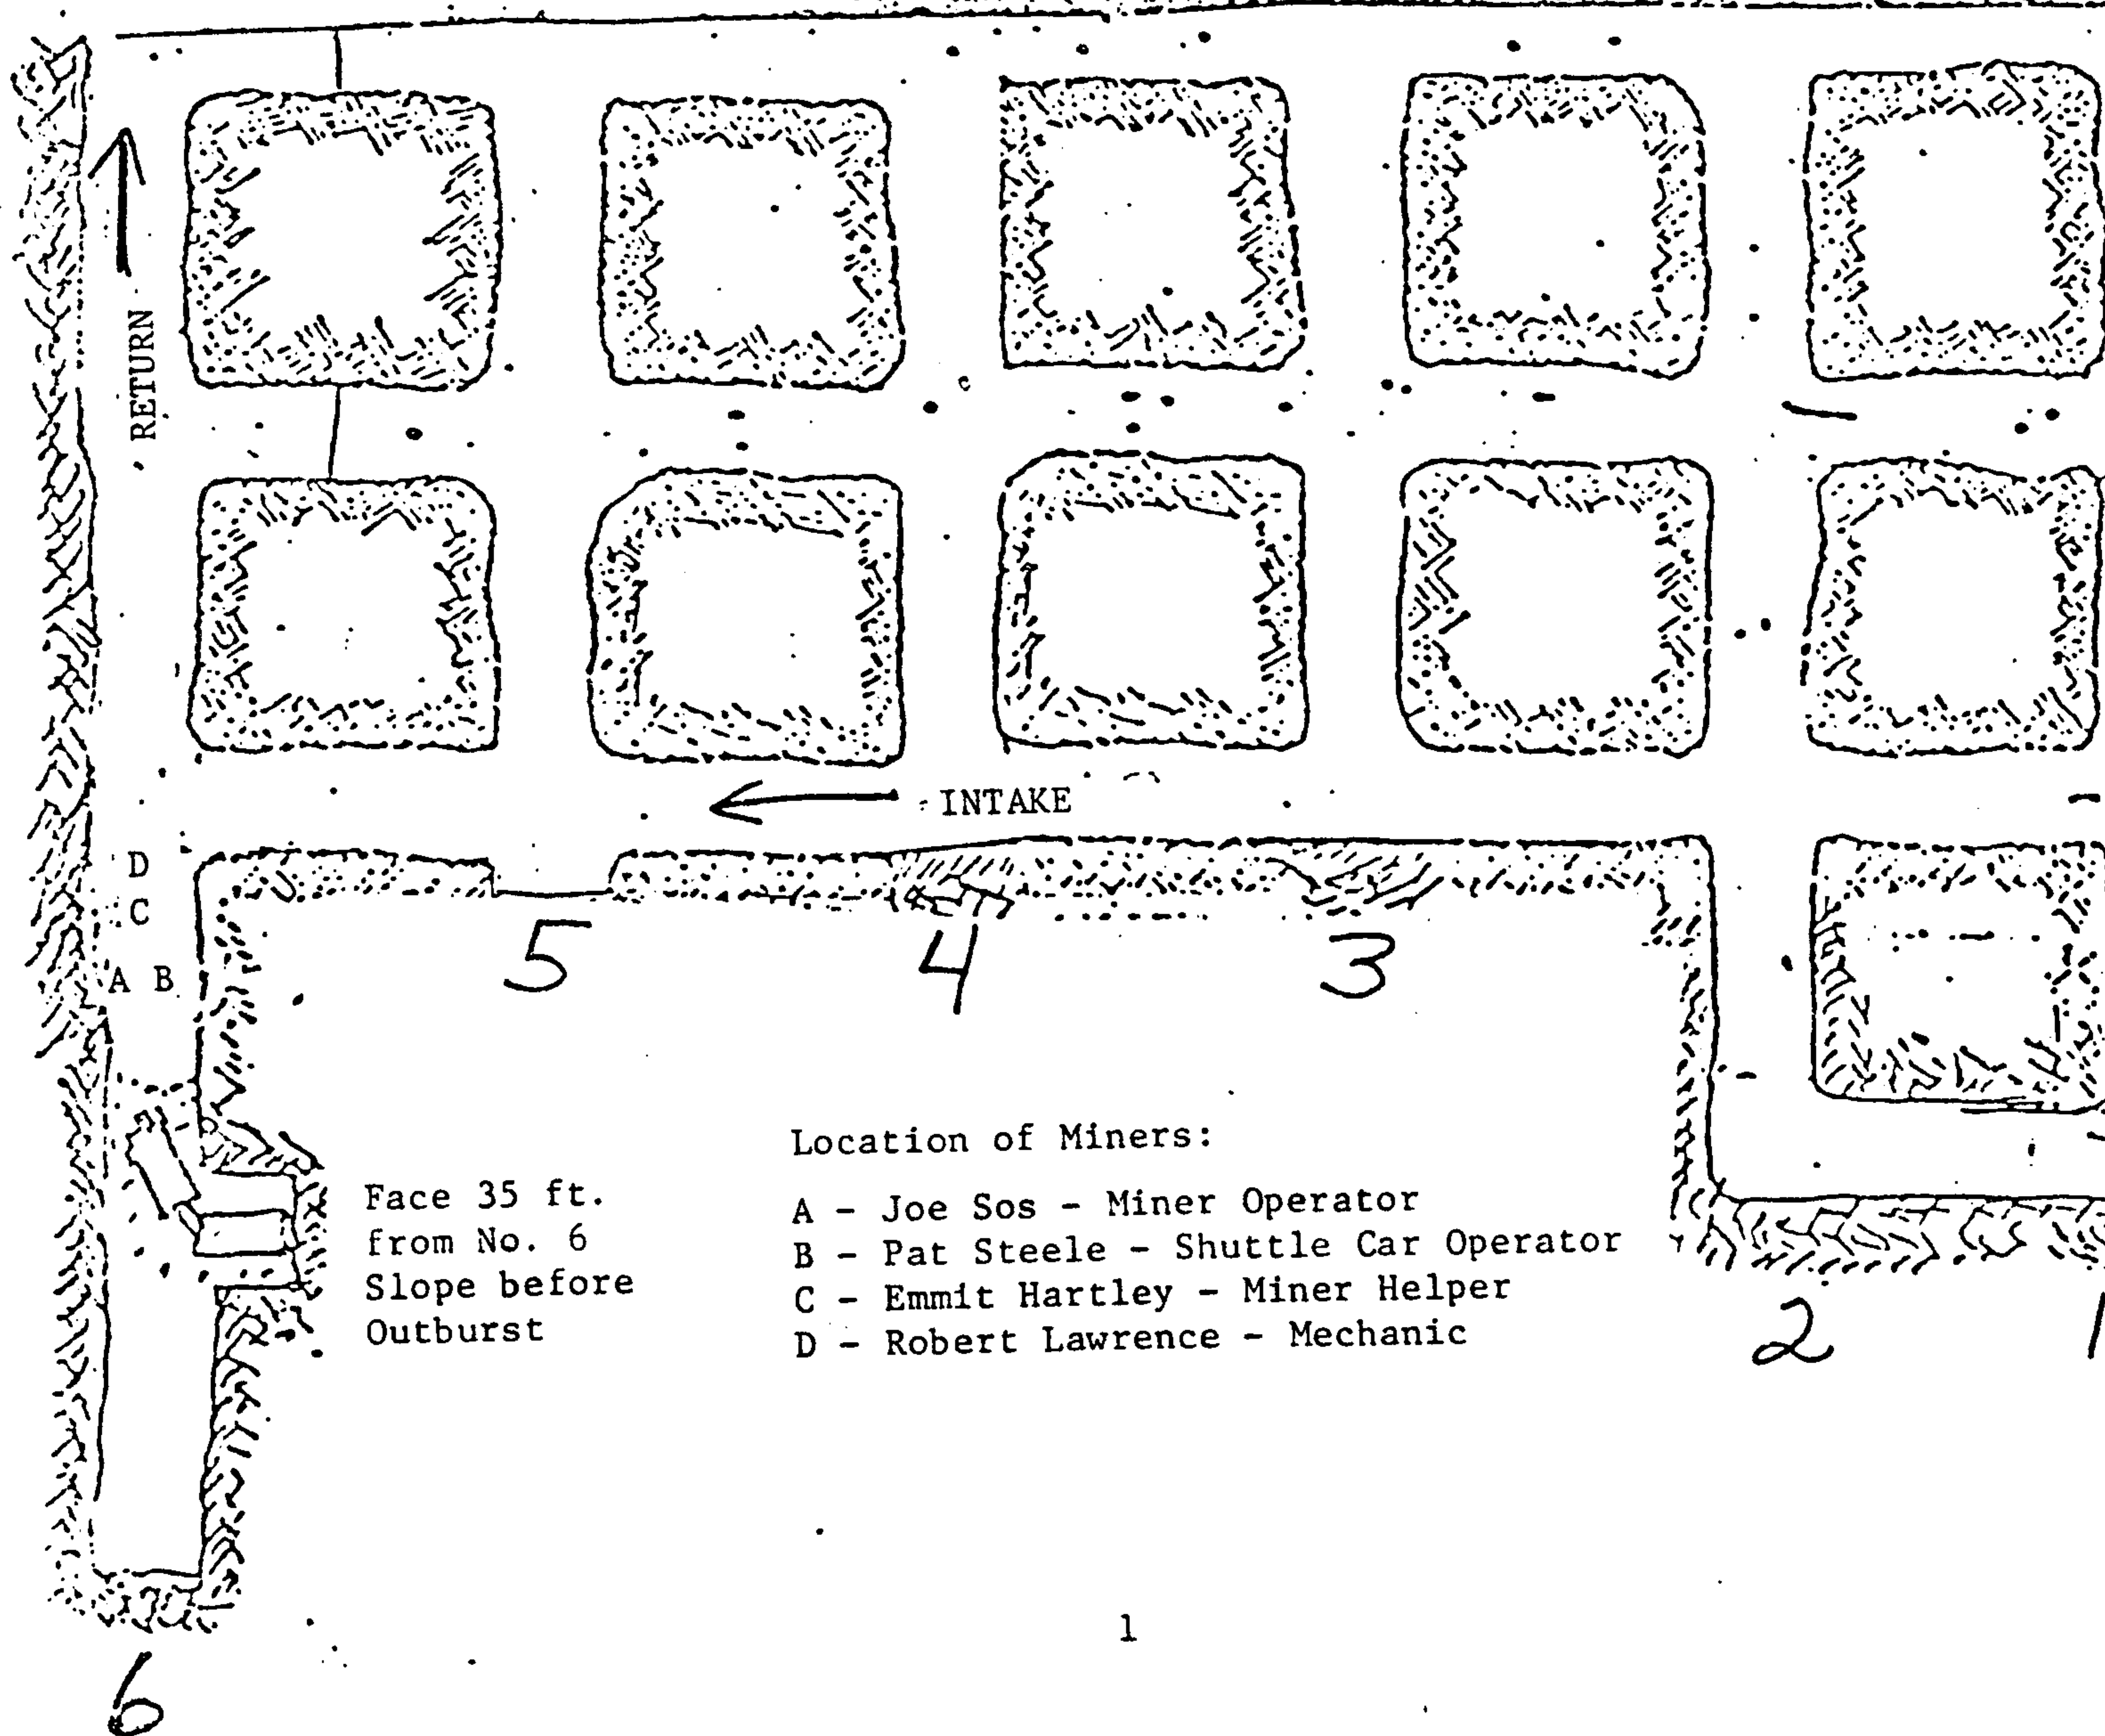 RETURN
INTAKE
D
C
A B
5
4
3
Face 35 ft.
from No. 6
Slope before
Outburst
Location of Miners:
A - Joe Sos - Miner Operator
B - Pat Steele - Shuttle Car Operator
C - Emmit Hartley - Miner Helper
D - Robert Lawrence - Mechanic
2
1
1
6